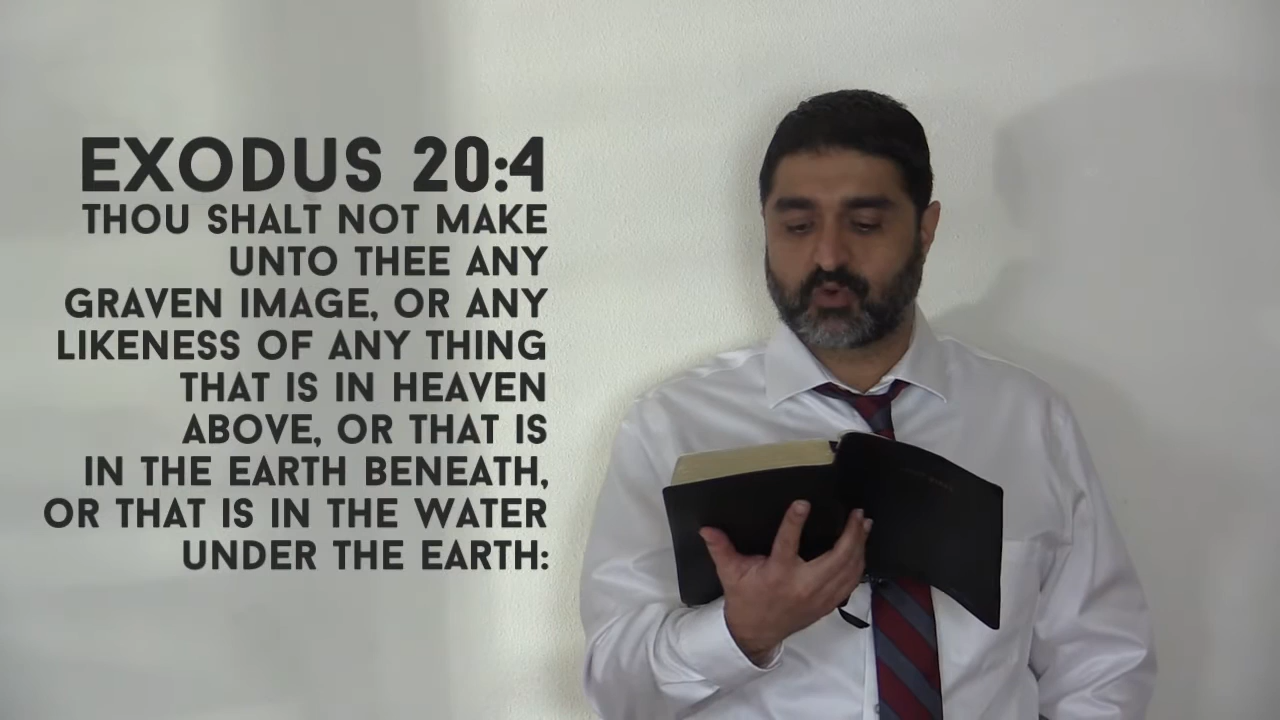 EXODUS 20:4
THOU SHALT NOT MAKE
UNTO THEE ANY
GRAVEN IMAGE, OR ANY
LIKENESS OF ANY THING
THAT IS IN HEAVEN
ABOVE, OR THAT IS
IN THE EARTH BENEATH,
OR THAT IS IN THE WATER
UNDER THE EARTH: